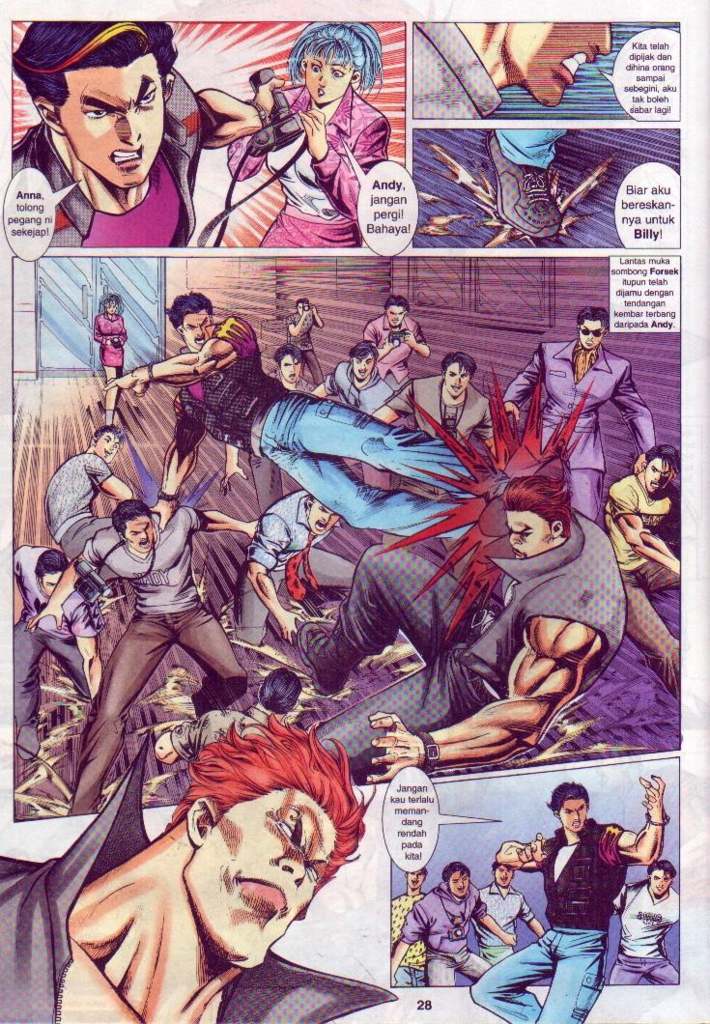 Anna,
tolong
pegang ni
sekejap!
Andy,
jangan
pergi!
Bahaya!
Kita telah
dipijak dan
dihina orang
sampai
sebegini, aku
tak boleh
sabar lagi!
Biar aku
bereskan-
nya untuk
Billy!
Lantas muka
sombong Forsek
itupun telah
dijamu dengan
tendangan
kembar terbang
daripada Andy.
Jangan
kau terlalu
meman-
dang
rendah
pada
kita!
28